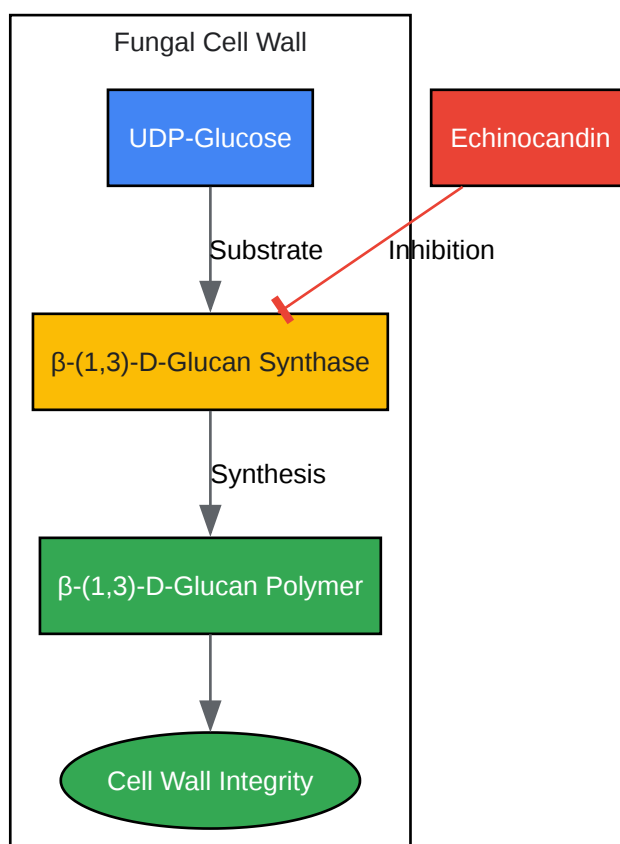 Fungal Cell Wall
UDP-Glucose
Echinocandin
Substrate
Inhibition
β-(1,3)-D-Glucan Synthase
Synthesis
β-(1,3)-D-Glucan Polymer
Cell Wall Integrity